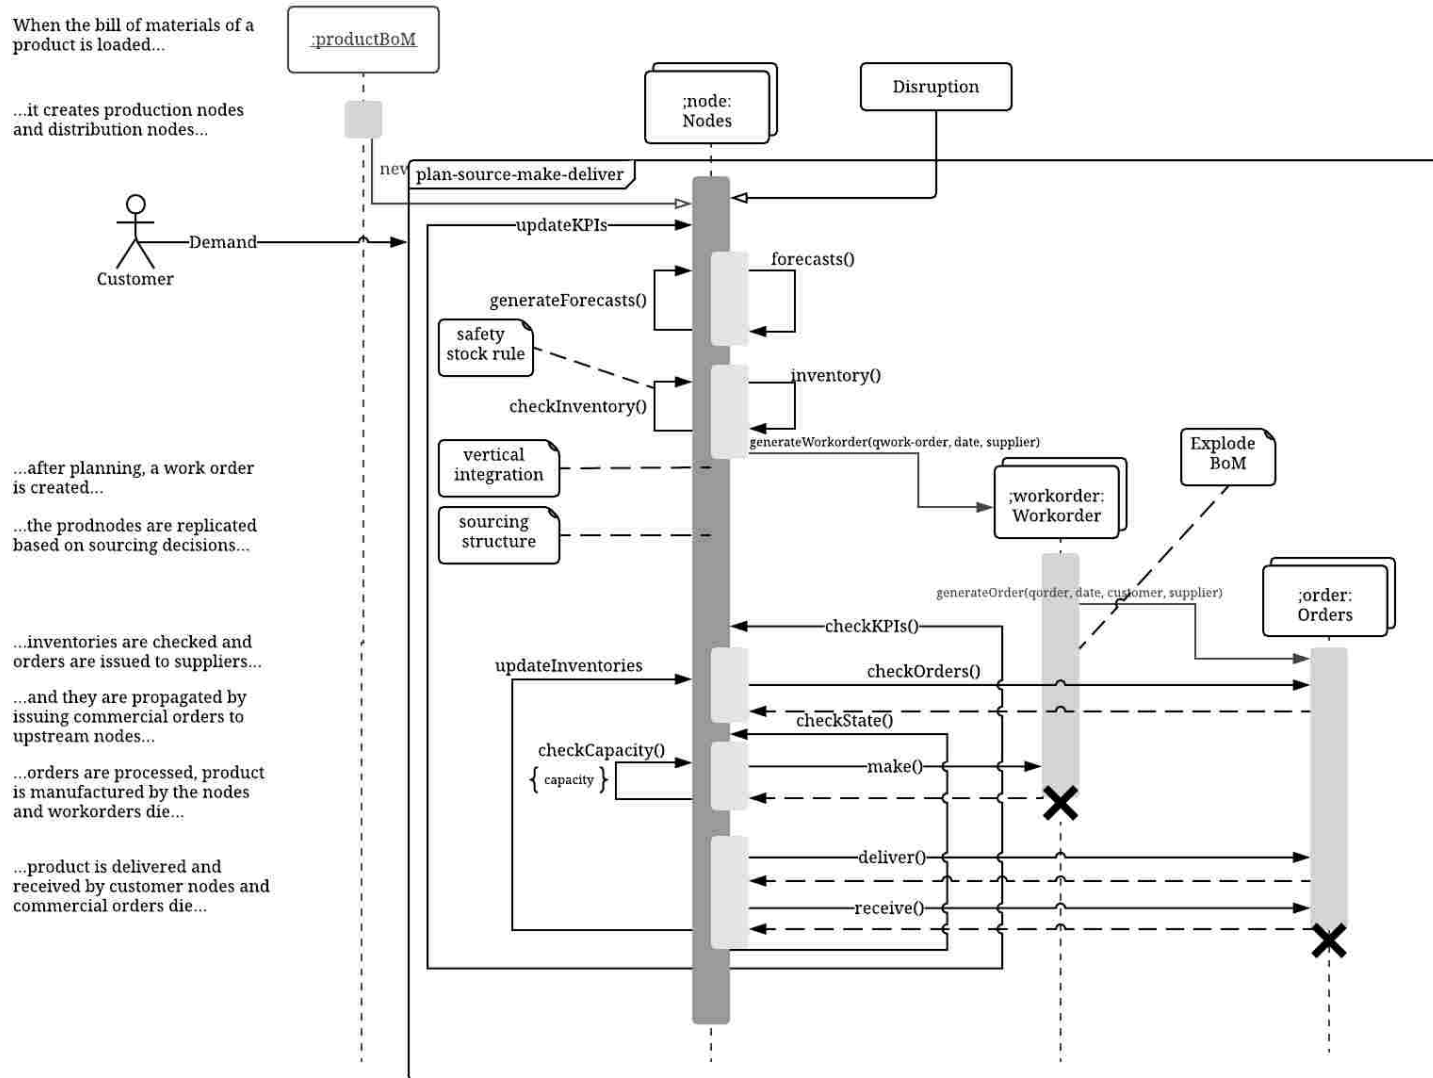 When the bill of materials of a
product is loaded...
:productBoM
;node:
Nodes
Disruption
...it creates production nodes
and distribution nodes...
new
plan-source-make-deliver
updateKPIs
Demand
Customer
forecasts()
generateForecasts()
safety
stock rule
inventory()
checkInventory()
generateWorkorder(qwork-order, date, supplier)
vertical
integration
Explode
BoM
...after planning, a work order
is created...
;workorder:
Workorder
sourcing
structure
...the prodnodes are replicated
based on sourcing decisions...
generateOrder(qorder, date, customer, supplier)
;order:
Orders
checkKPIs()
...inventories are checked and
orders are issued to suppliers...
updateInventories
checkOrders()
...and they are propagated by
issuing commercial orders to
upstream nodes...
checkState()
checkCapacity()
{ capacity }
make()
...orders are processed, product
is manufactured by the nodes
and workorders die...
deliver()
...product is delivered and
received by customer nodes and
commercial orders die...
receive()